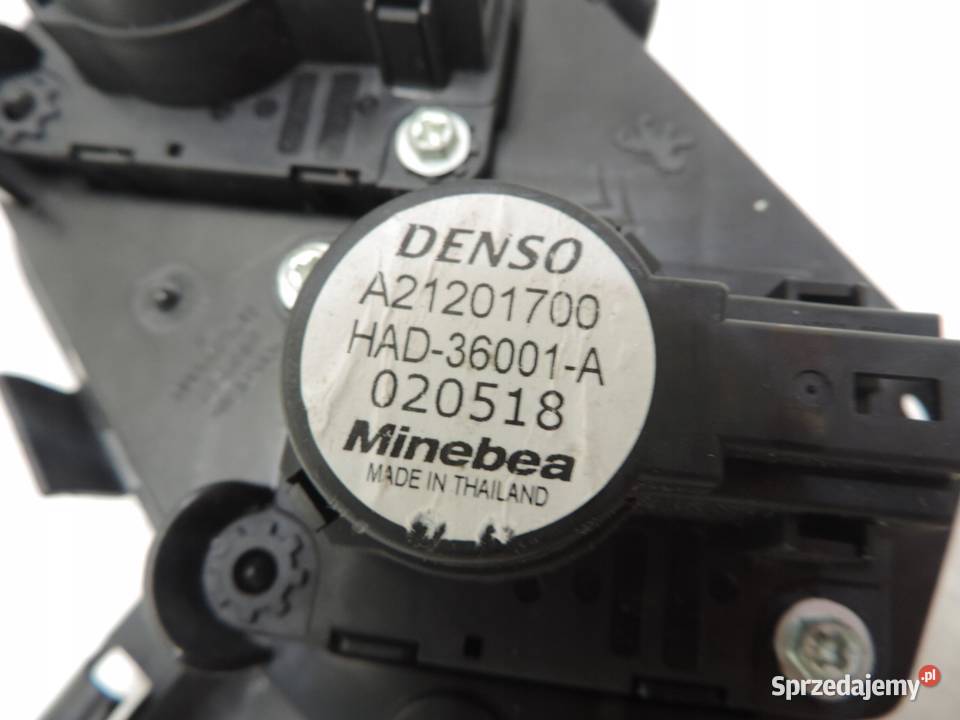 DENSO
A21201700
HAD-36001-A
020518
Minebea
MADE IN THAILAND
Sprzedajemy.pl